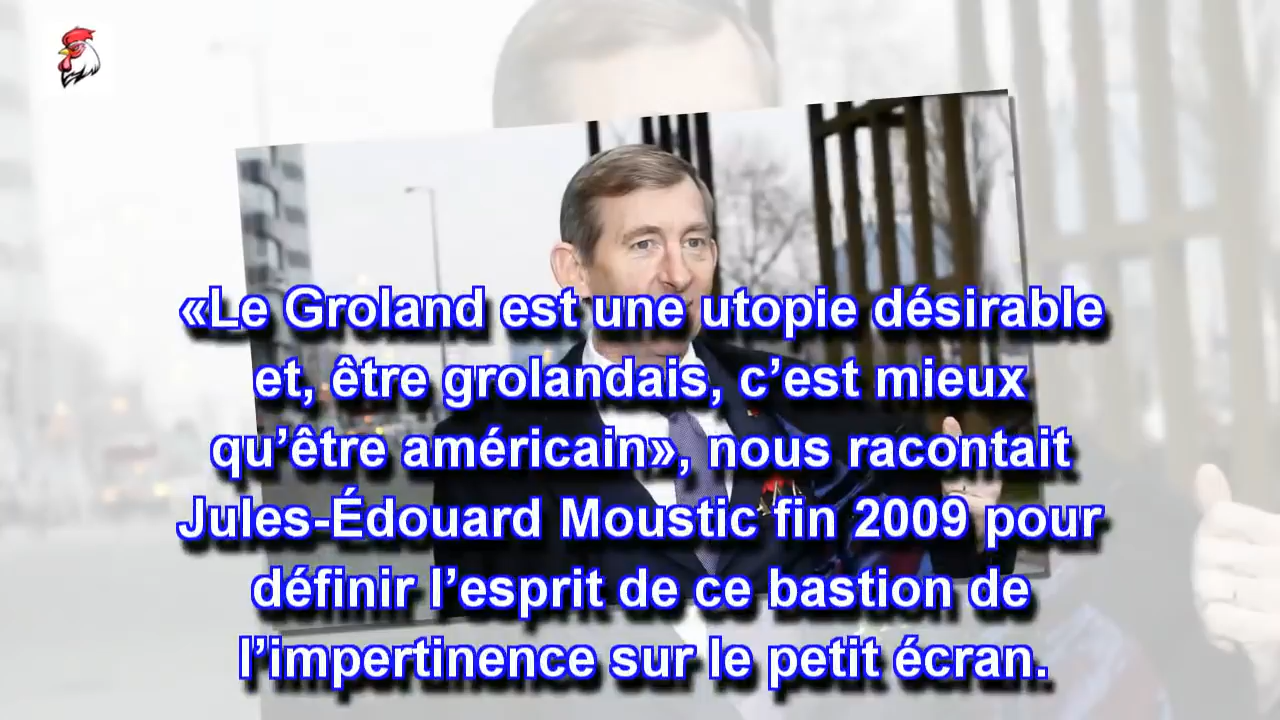 «Le Groland est une utopie désirable
et, être grolandais, c’est mieux
qu’être américain», nous racontait
Jules-Édouard Moustic fin 2009 pour
définir l’esprit de ce bastion de
l’impertinence sur le petit écran.